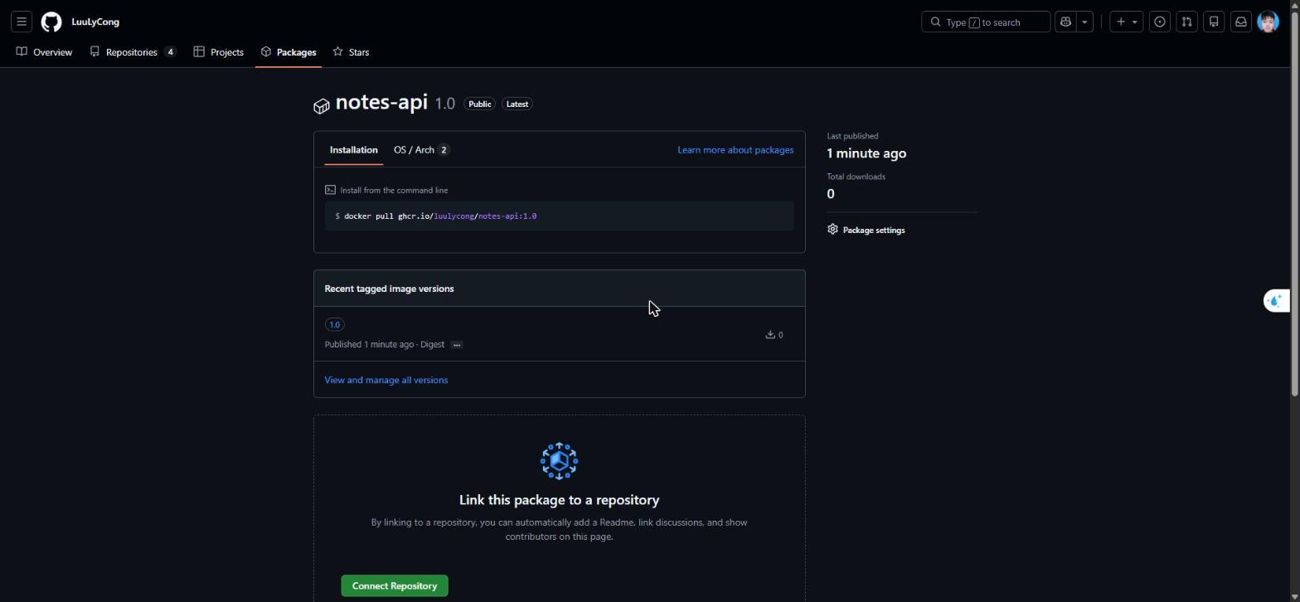 LuuLyCong
Type / to search
Overview
Repositories 4
Projects
Packages
Stars
notes-api 1.0 Public Latest
Installation
OS / Arch 2
Learn more about packages
Install from the command line
$ docker pull ghcr.io/luulycong/notes-api:1.0
Recent tagged image versions
1.0
Published 1 minute ago · Digest ...
0
View and manage all versions
Link this package to a repository
By linking to a repository, you can automatically add a Readme, link discussions, and show
contributors on this page.
Connect Repository
Last published
1 minute ago
Total downloads
0
Package settings